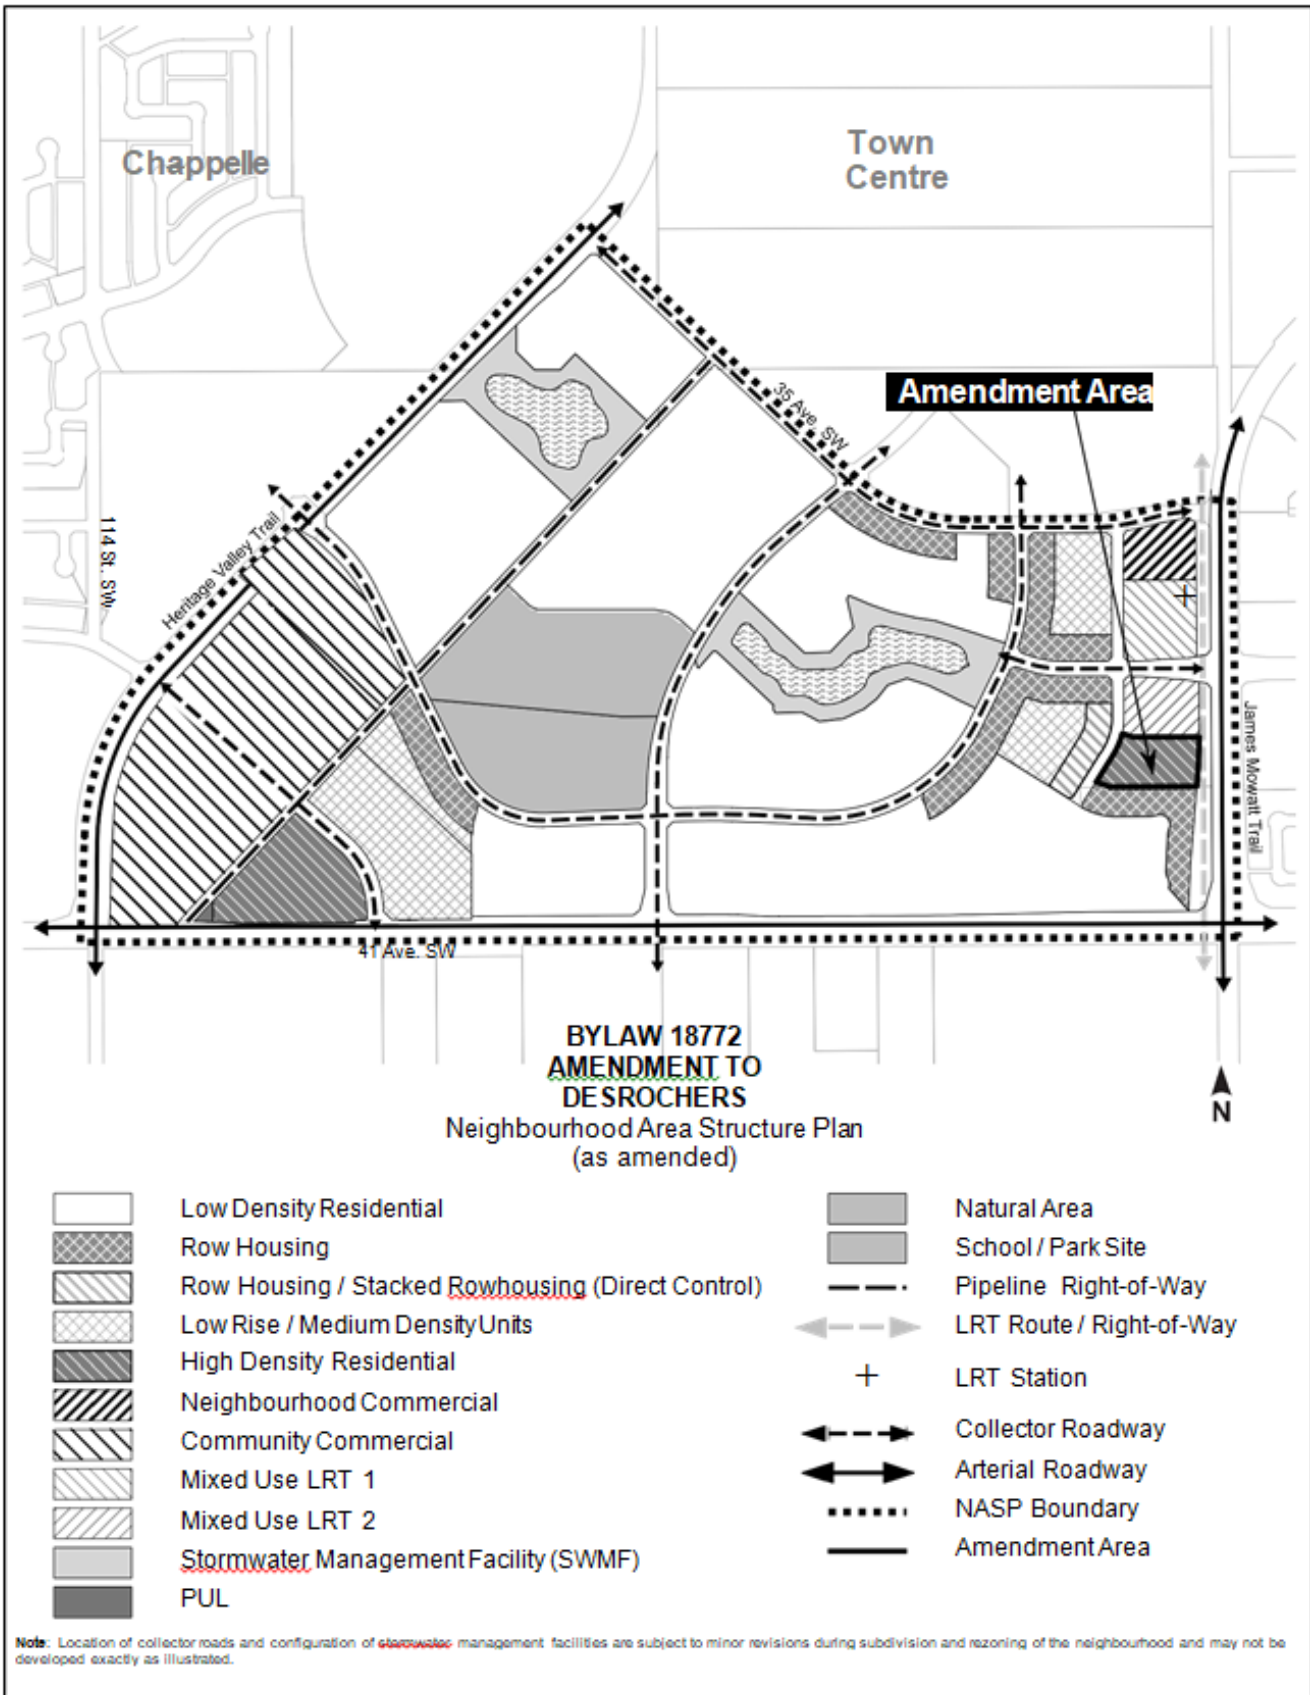 Chappelle
Town
Centre
Amendment Area
35 Ave. SW
114 St. SW
Heritage Valley Trail
James Mowatt Trail
41 Ave. SW
BYLAW 18772
AMENDMENT TO
DESROCHERS
Neighbourhood Area Structure Plan
(as amended)
N
Low Density Residential
Row Housing
Row Housing / Stacked Rowhousing (Direct Control)
Low Rise / Medium Density Units
High Density Residential
Neighbourhood Commercial
Community Commercial
Mixed Use LRT 1
Mixed Use LRT 2
Stormwater Management Facility (SWMF)
PUL
Natural Area
School / Park Site
Pipeline Right-of-Way
LRT Route / Right-of-Way
LRT Station
Collector Roadway
Arterial Roadway
NASP Boundary
Amendment Area
Note: Location of collector roads and configuration of stormwater management facilities are subject to minor revisions during subdivision and rezoning of the neighbourhood and may not be
developed exactly as illustrated.